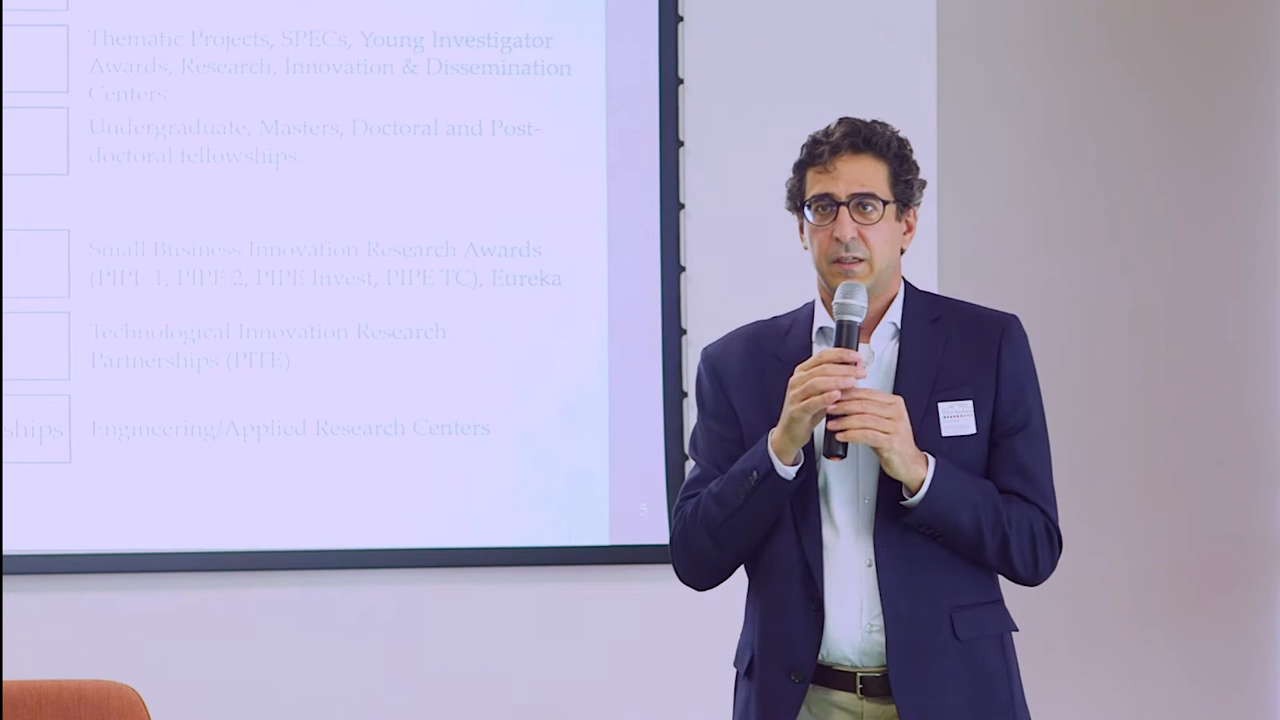 Thematic Projects, SPECs, Young Investigator
Awards, Research, Innovation & Dissemination
Centers
Undergraduate, Masters, Doctoral and Post-
doctoral fellowships
Small Business Innovation Research Awards
(PIPE 1, PIPE 2, PIPE Invest, PIPE TC), Eureka
Technological Innovation Research
Partnerships (PITE)
ships
Engineering/Applied Research Centers
5